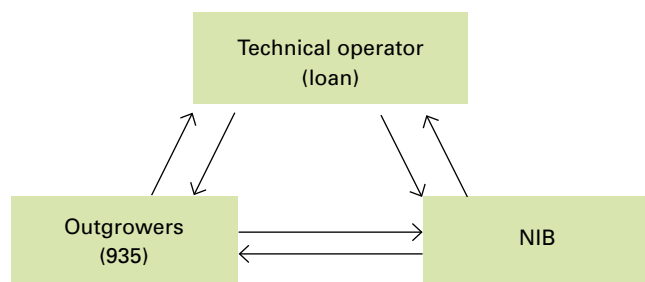 Technical operator
(loan)
Outgrowers
(935)
NIB